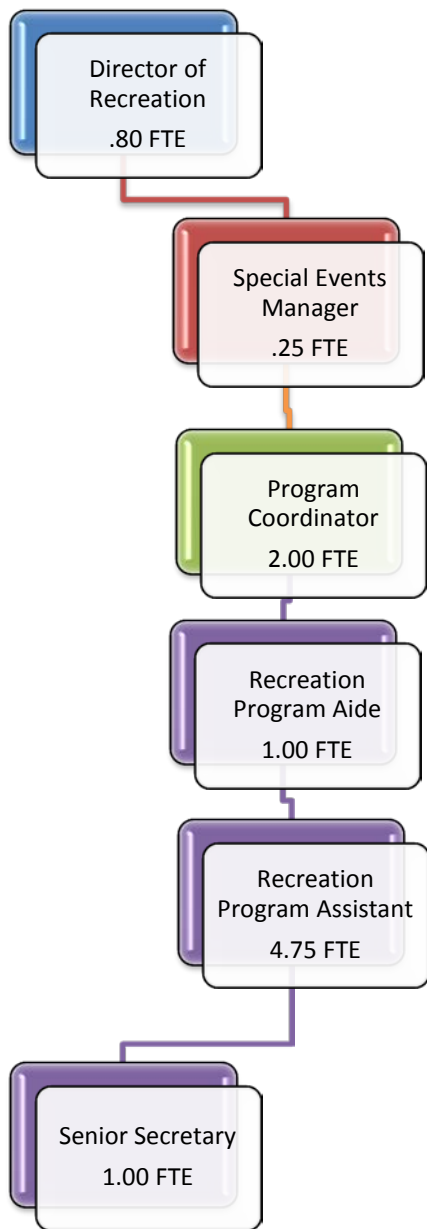 Director of
Recreation
.80 FTE
Special Events
Manager
.25 FTE
Program
Coordinator
2.00 FTE
Recreation
Program Aide
1.00 FTE
Recreation
Program Assistant
4.75 FTE
Senior Secretary
1.00 FTE